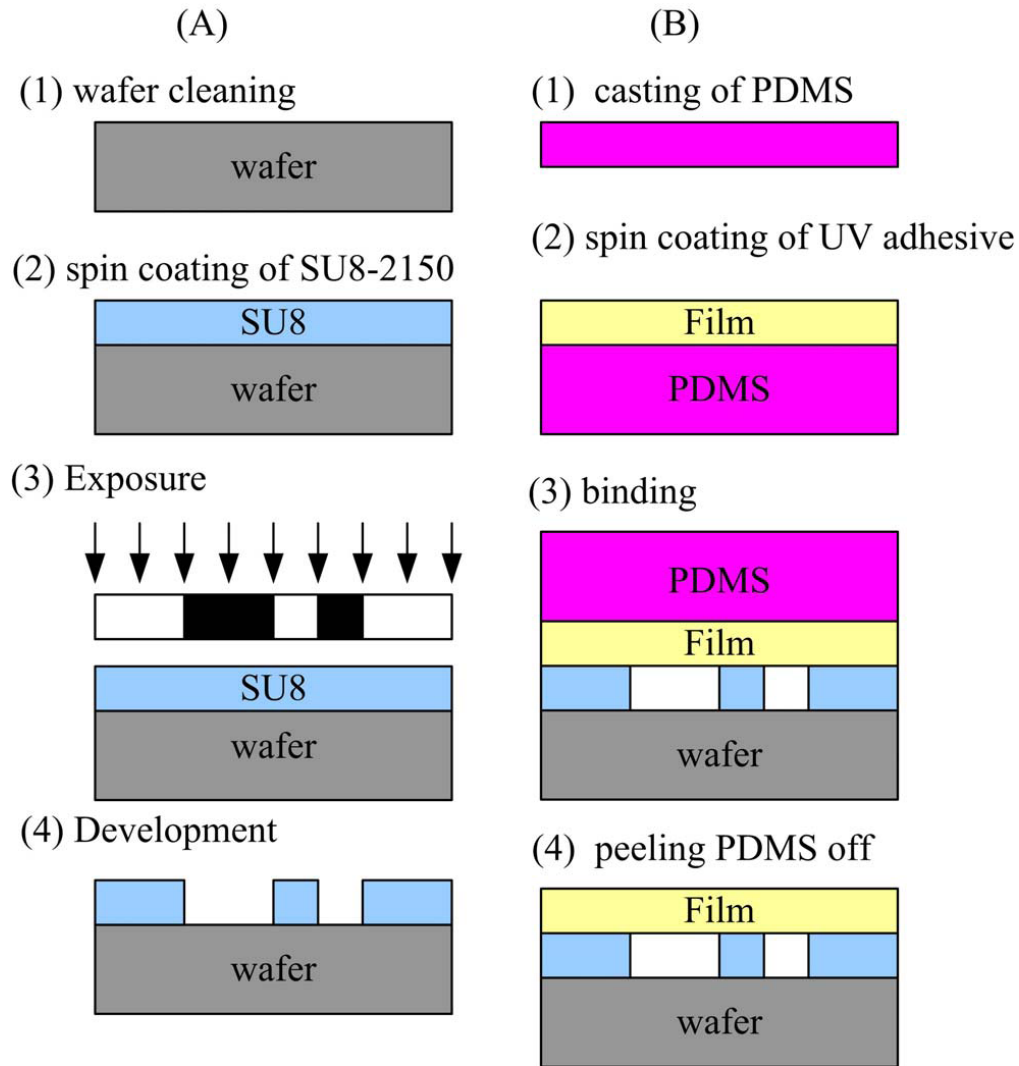 (A)
(1) wafer cleaning
wafer
(2) spin coating of SU8-2150
SU8
wafer
(3) Exposure
SU8
wafer
(4) Development
wafer
(B)
(1) casting of PDMS
(2) spin coating of UV adhesive
Film
PDMS
(3) binding
PDMS
Film
wafer
(4) peeling PDMS off
Film
wafer